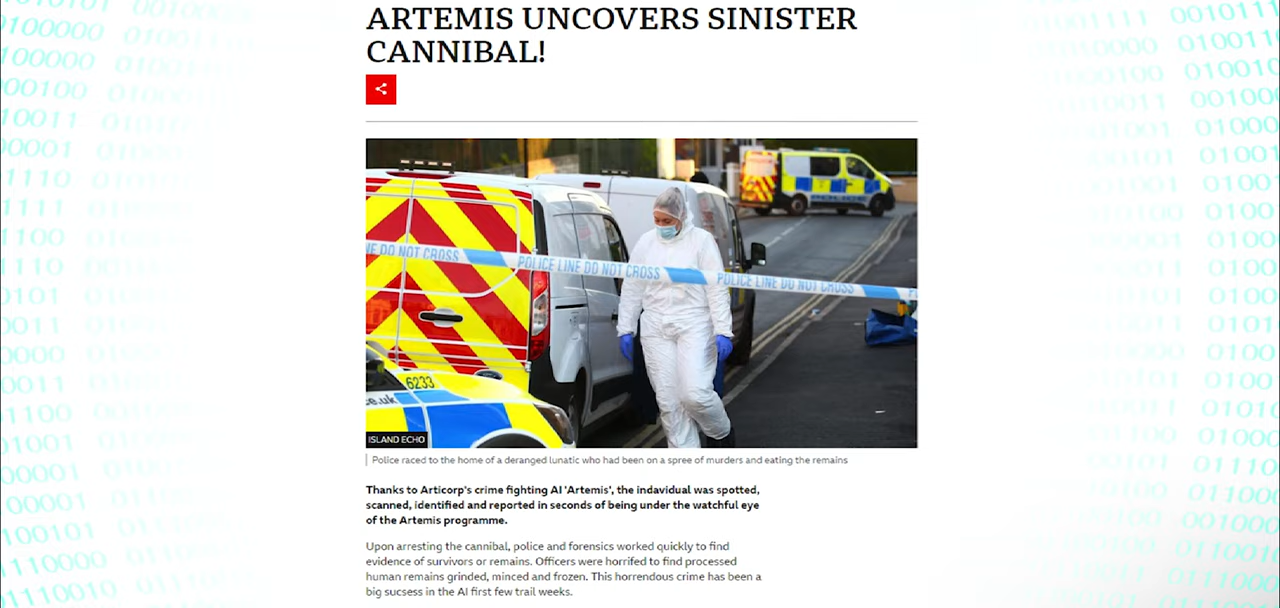 ARTEMIS UNCOVERS SINISTER
CANNIBAL!
NE DO NOT CROSS
POLICE LINE DO NOT CROSS
POLICE LINE DO NOT CROSS
POLICE
6233
ce.uk
ISLAND ECHO
Police raced to the home of a deranged lunatic who had been on a spree of murders and eating the remains
Thanks to Articorp's crime fighting AI 'Artemis', the indavidual was spotted,
scanned, identified and reported in seconds of being under the watchful eye
of the Artemis programme.
Upon arresting the cannibal, police and forensics worked quickly to find
evidence of survivors or remains. Officers were horrifed to find processed
human remains grinded, minced and frozen. This horrendous crime has been a
big sucsess in the AI first few trail weeks.